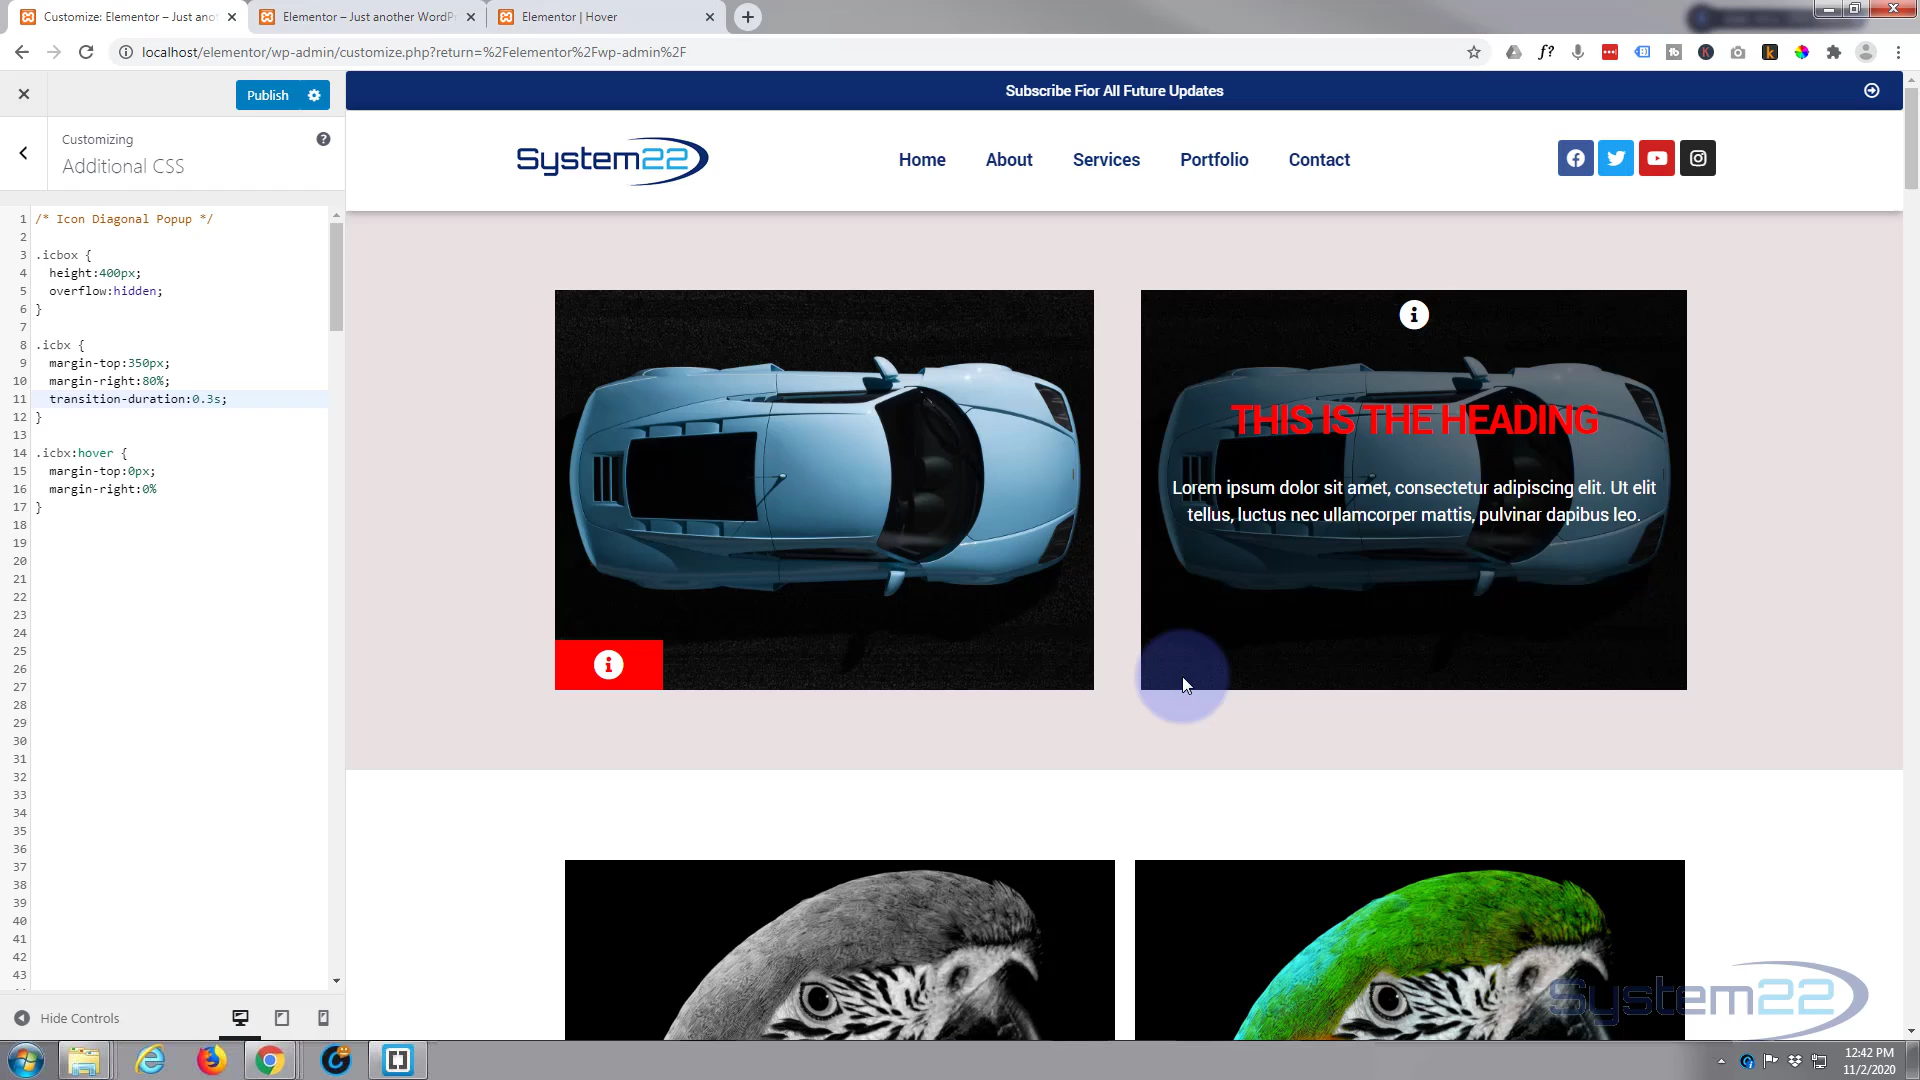 Customize: Elementor – Just anot
Elementor – Just another WordPr
Elementor | Hover
localhost/elementor/wp-admin/customize.php?return=%2Felementor%2Fwp-admin%2F
Publish
Customizing
Additional CSS
1 /* Icon Diagonal Popup */
2
3 .icbox {
4 height:400px;
5 overflow:hidden;
6 }
7
8 .icbx {
9 margin-top:350px;
10 margin-right:80%;
11 transition-duration:0.3s;
12 }
13
14 .icbx:hover {
15 margin-top:0px;
16 margin-right:0%
17 }
18
19
20
21
22
23
24
25
26
27
28
29
30
31
32
33
34
35
36
37
38
39
40
41
42
43
Hide Controls
Subscribe Fior All Future Updates
System22
Home
About
Services
Portfolio
Contact
THIS IS THE HEADING
Lorem ipsum dolor sit amet, consectetur adipiscing elit. Ut elit
tellus, luctus nec ullamcorper mattis, pulvinar dapibus leo.
System22
12:42 PM
11/2/2020